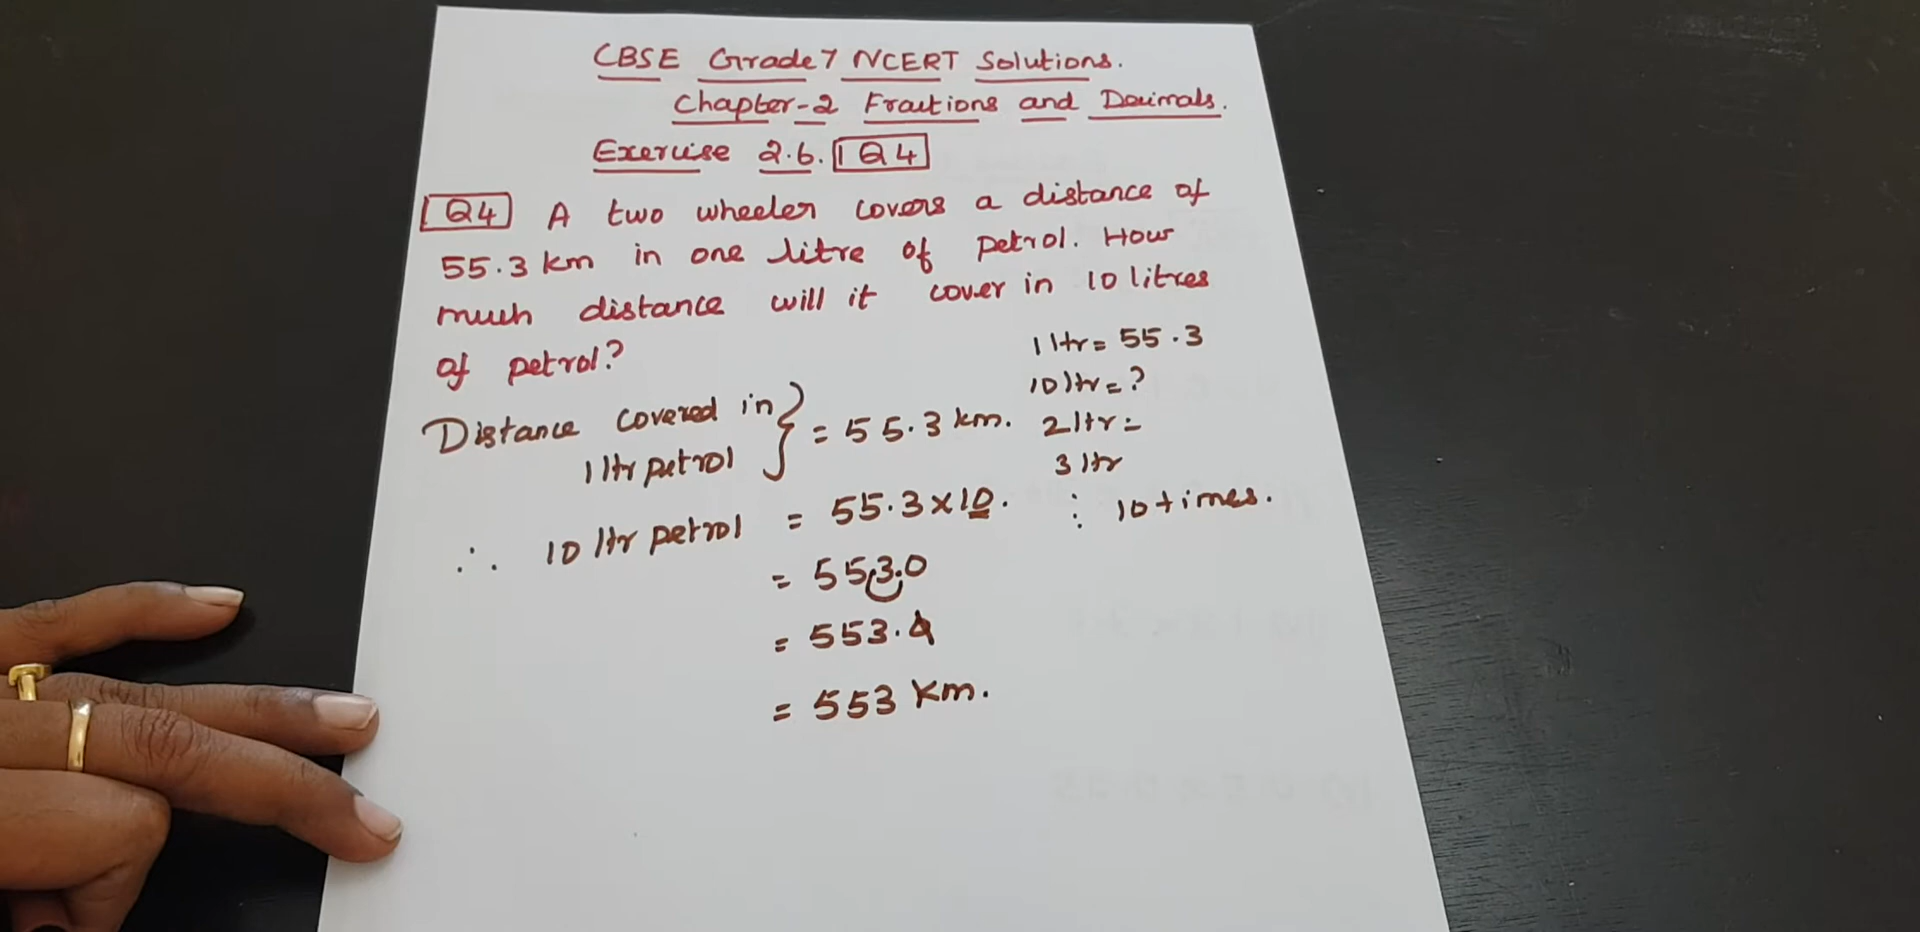 CBSE Grade 7 NCERT Solutions.
Chapter-2 Fractions and Decimals.
Exercise 2.6. Q4
Q4 A two wheeler covers a distance of
55.3 km in one litre of petrol. How
much distance will it cover in 10 litres
of petrol?
1 ltr = 55.3
10 ltr = ?
2 ltr =
3 ltr
: 10 times.
Distance covered in
1 ltr petrol } = 55.3 km.
∴ 10 ltr petrol = 55.3 × 10.
= 553.0
= 553.0
= 553 km.